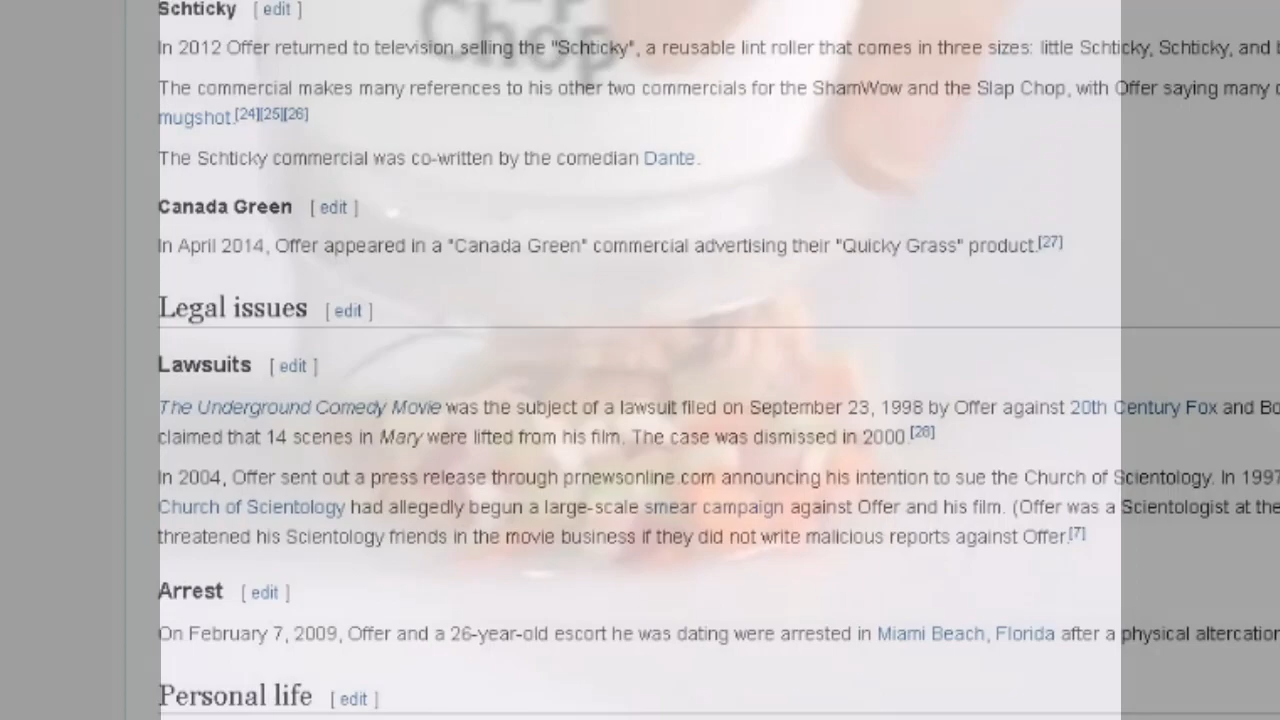 Chop
Schticky [ edit ]
In 2012 Offer returned to television selling the "Schticky", a reusable lint roller that comes in three sizes: little Schticky, Schticky, and
The commercial makes many references to his other two commercials for the ShamWow and the Slap Chop, with Offer saying many
mugshot.[24][25][26]
The Schticky commercial was co-written by the comedian Dante.
Canada Green [ edit ]
In April 2014, Offer appeared in a "Canada Green" commercial advertising their "Quicky Grass" product.[27]
Legal issues [ edit ]
Lawsuits [ edit ]
The Underground Comedy Movie was the subject of a lawsuit filed on September 23, 1998 by Offer against 20th Century Fox and Bo
claimed that 14 scenes in Mary were lifted from his film. The case was dismissed in 2000.[28]
In 2004, Offer sent out a press release through prnewsonline.com announcing his intention to sue the Church of Scientology. In 1997
Church of Scientology had allegedly begun a large-scale smear campaign against Offer and his film. (Offer was a Scientologist at the
threatened his Scientology friends in the movie business if they did not write malicious reports against Offer.[7]
Arrest [ edit ]
On February 7, 2009, Offer and a 26-year-old escort he was dating were arrested in Miami Beach, Florida after a physical altercation
Personal life [ edit ]